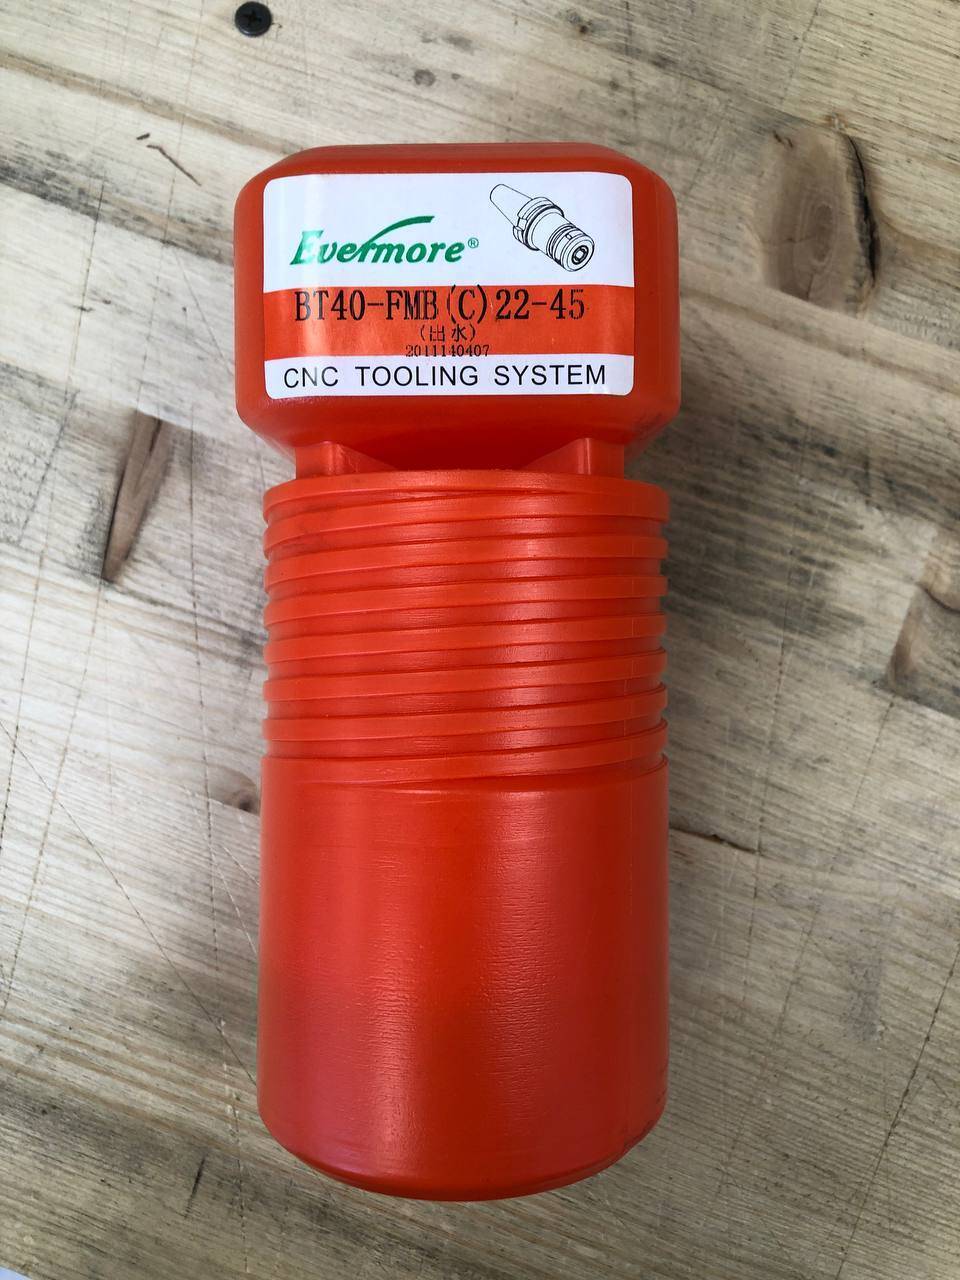 Evermore®
BT40-FMB(C)22-45
(出水)
2011140407
CNC TOOLING SYSTEM